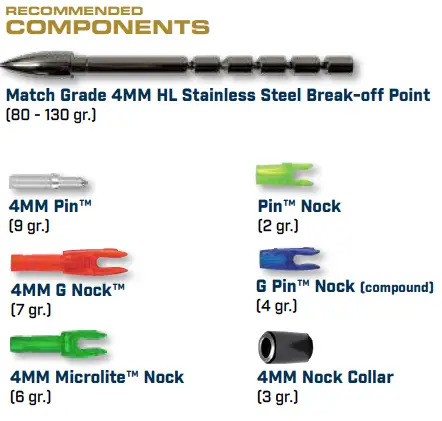 RECOMMENDED
COMPONENTS
Match Grade 4MM HL Stainless Steel Break-off Point
(80 - 130 gr.)
4MM Pin™
(9 gr.)
Pin™ Nock
(2 gr.)
4MM G Nock™
(7 gr.)
G Pin™ Nock (compound)
(4 gr.)
4MM Microlite™ Nock
(6 gr.)
4MM Nock Collar
(3 gr.)